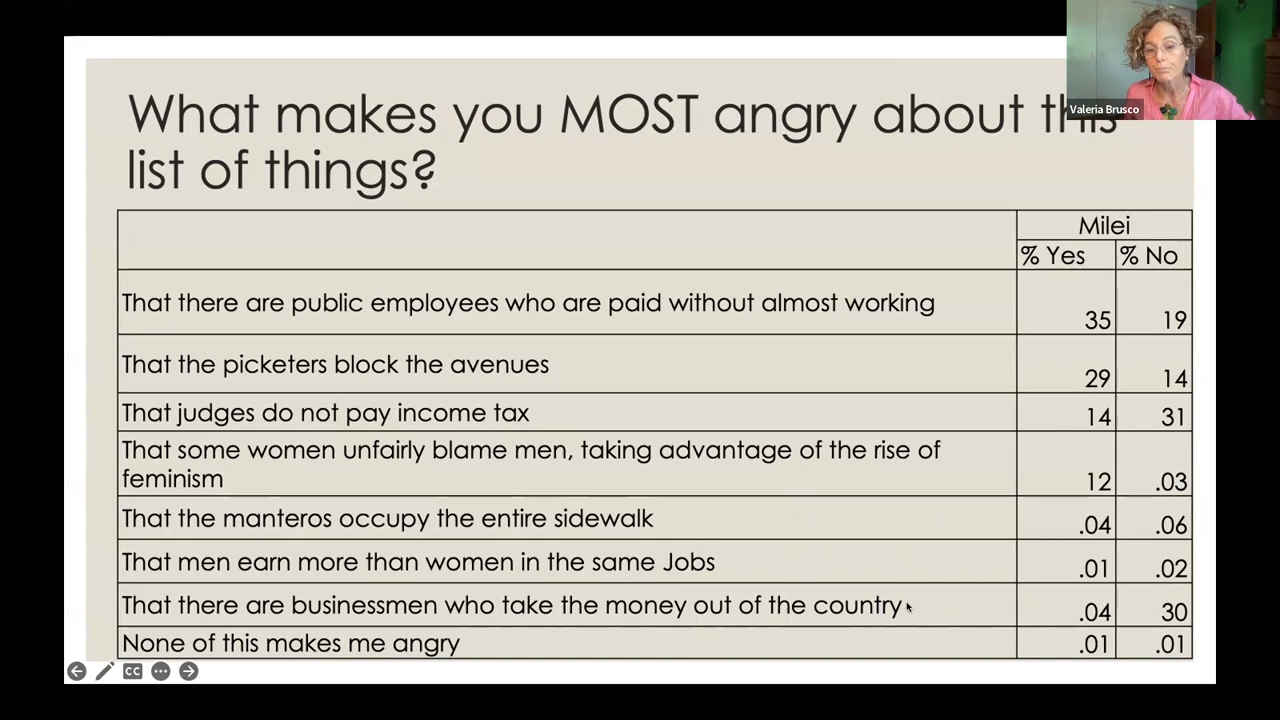 What makes you MOST angry about this
list of things?
Valeria Brusco
Milei
% Yes % No
That there are public employees who are paid without almost working 35 19
That the picketers block the avenues 29 14
That judges do not pay income tax 14 31
That some women unfairly blame men, taking advantage of the rise of
feminism 12 .03
That the manteros occupy the entire sidewalk .04 .06
That men earn more than women in the same Jobs .01 .02
That there are businessmen who take the money out of the country .04 30
None of this makes me angry .01 .01
CC